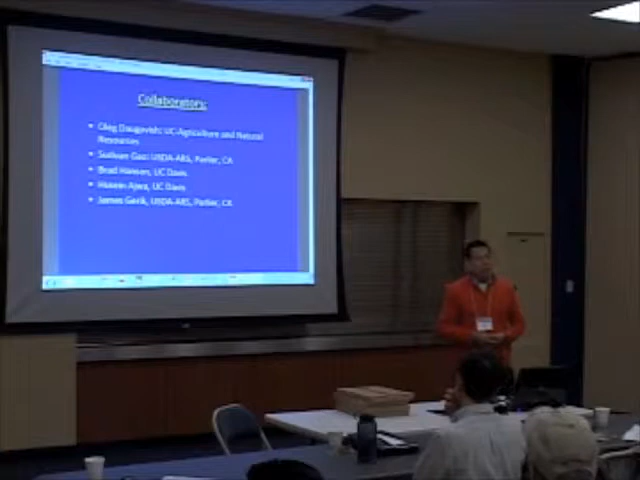 Collaborators:
• Oleg Daugovish: UC-Agriculture and Natural
Resources
• Suduan Gao: USDA-ARS, Parlier, CA
• Brad Hanson, UC Davis
• Husein Ajwa, UC Davis
• James Gerik, USDA-ARS, Parlier, CA